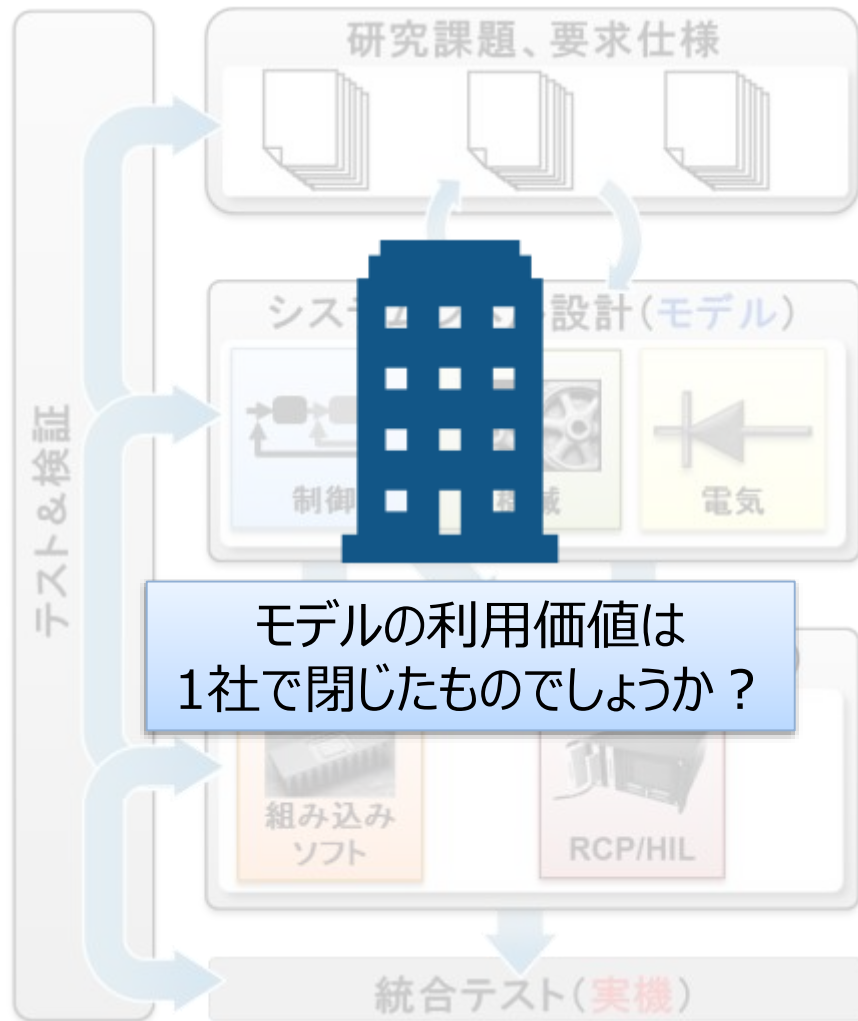 研究課題、要求仕様
テスト&検証
設計(モデル)
制御
電気
モデルの利用価値は
1社で閉じたものでしょうか?
組み込み
ソフト
RCP/HIL
統合テスト(実機)